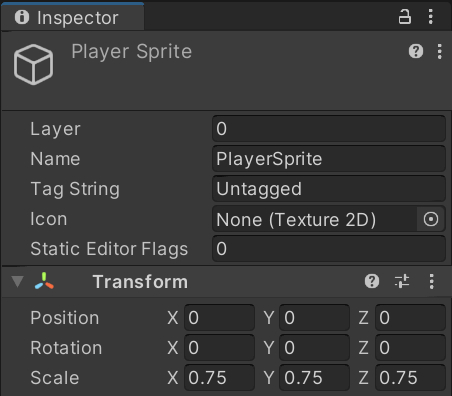 Inspector
Player Sprite
Layer 0
Name PlayerSprite
Tag String Untagged
Icon None (Texture 2D)
Static Editor Flags 0
Transform
Position X 0 Y 0 Z 0
Rotation X 0 Y 0 Z 0
Scale X 0.75 Y 0.75 Z 0.75